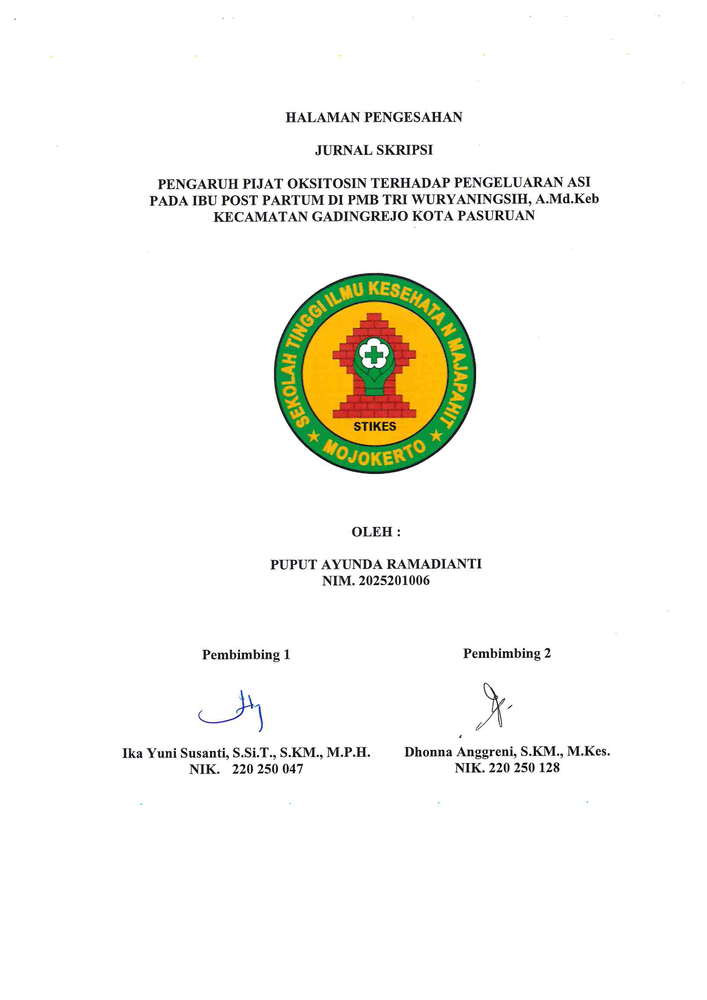 HALAMAN PENGESAHAN
JURNAL SKRIPSI
PENGARUH PIJAT OKSITOSIN TERHADAP PENGELUARAN ASI
PADA IBU POST PARTUM DI PMB TRI WURYANINGSIH, A.Md.Keb
KECAMATAN GADINGREJO KOTA PASURUAN
SEKOLAH TINGGI ILMU KESEHATA N MAJAPAHIT
STIKES
MOJOKERTO
OLEH :
PUPUT AYUNDA RAMADIANTI
NIM. 2025201006
Pembimbing 1
Pembimbing 2
Ika Yuni Susanti, S.Si.T., S.KM., M.P.H.
Dhonna Anggreni, S.KM., M.Kes.
NIK. 220 250 047
NIK. 220 250 128